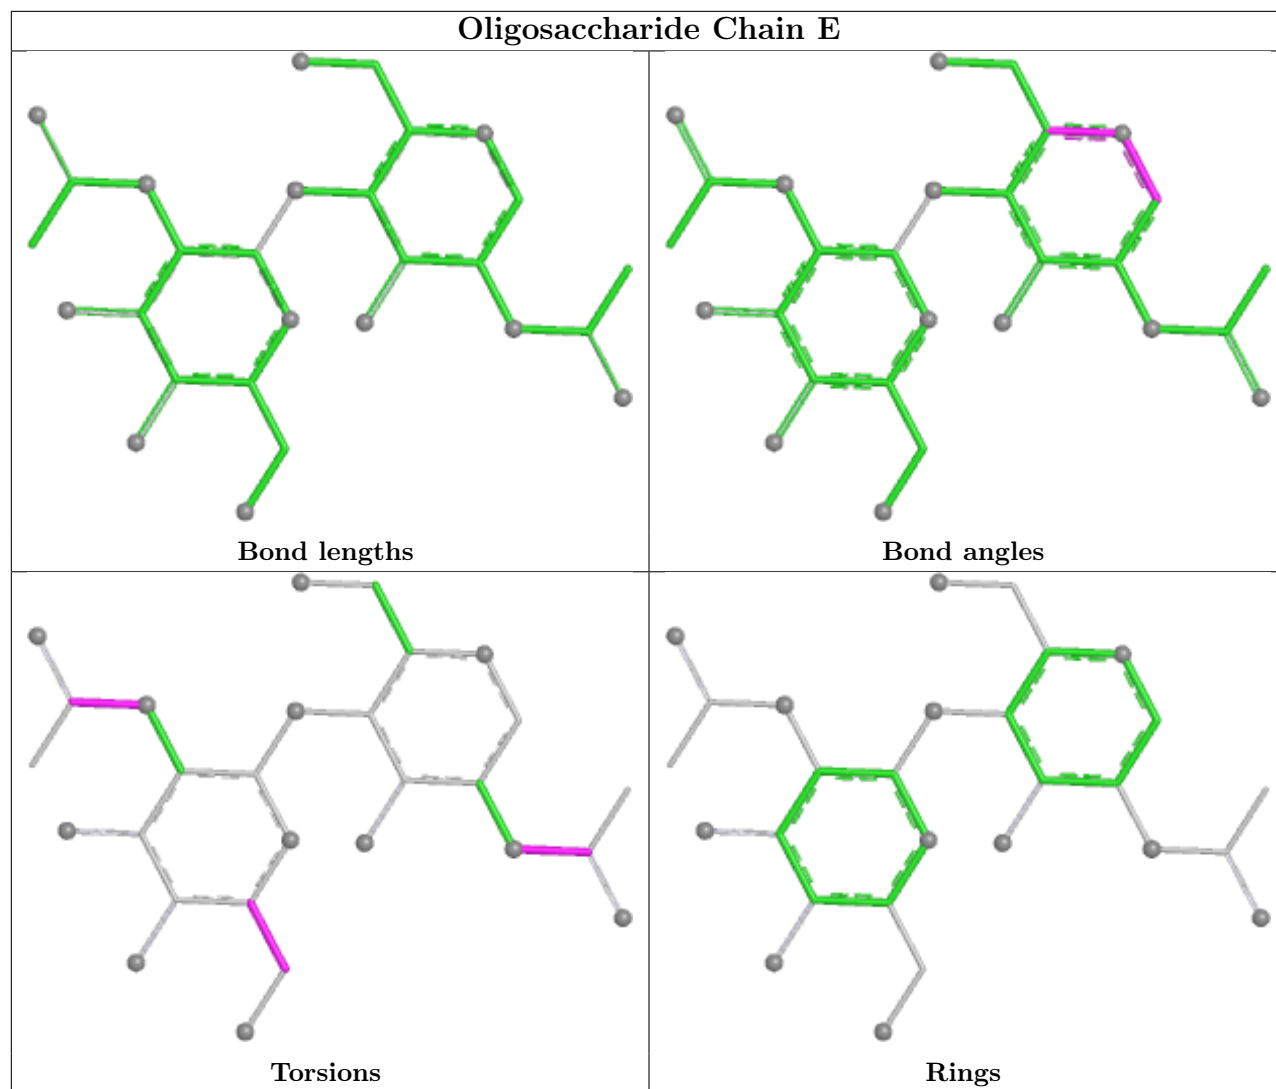 Oligosaccharide Chain E
Bond lengths
Bond angles
Torsions
Rings